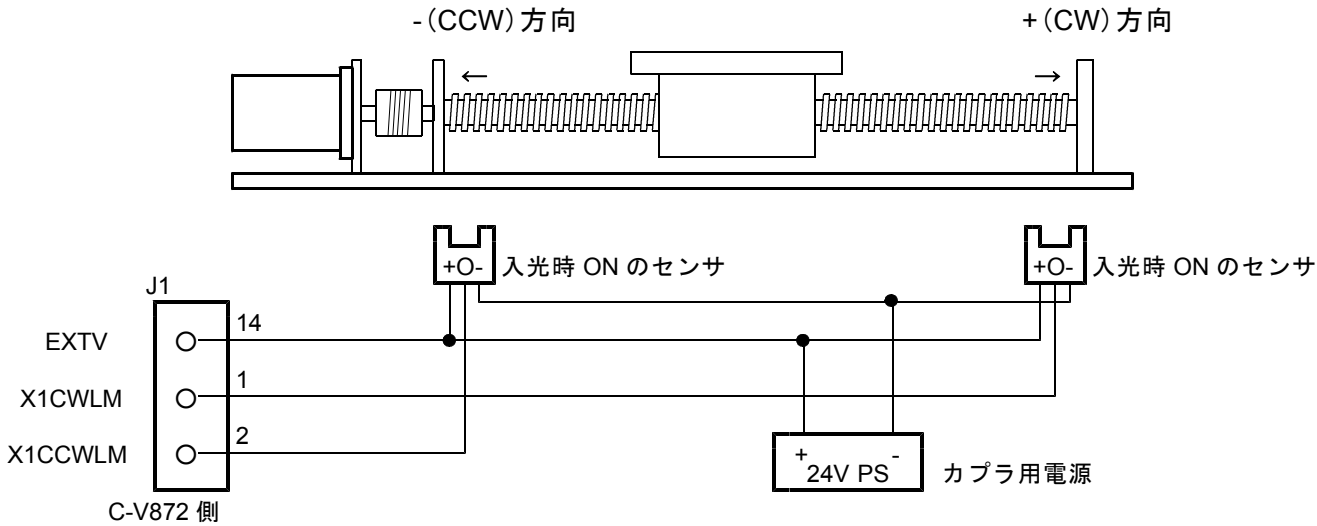 -(CCW)方向
+(CW)方向
←
→
+O-
入光時 ON のセンサ
+O-
入光時 ON のセンサ
J1
EXTV
14
X1CWLM
1
X1CCWLM
2
C-V872 側
+ -
24V PS
カプラ用電源